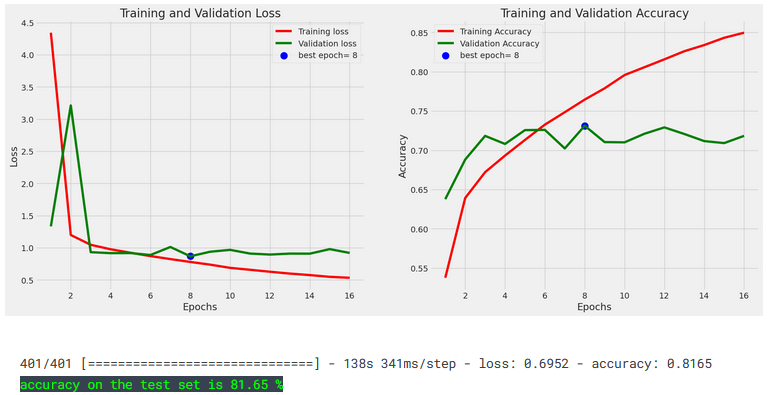 Training and Validation Loss
4.5
4.0
3.5
3.0
2.5
2.0
1.5
1.0
0.5
Loss
Training loss
Validation loss
best epoch= 8
2 4 6 8 10 12 14 16
Epochs
Training and Validation Accuracy
0.85
0.80
0.75
0.70
0.65
0.60
0.55
Accuracy
Training Accuracy
Validation Accuracy
best epoch= 8
2 4 6 8 10 12 14 16
Epochs
401/401 [==============================] - 138s 341ms/step - loss: 0.6952 - accuracy: 0.8165
accuracy on the test set is 81.65 %